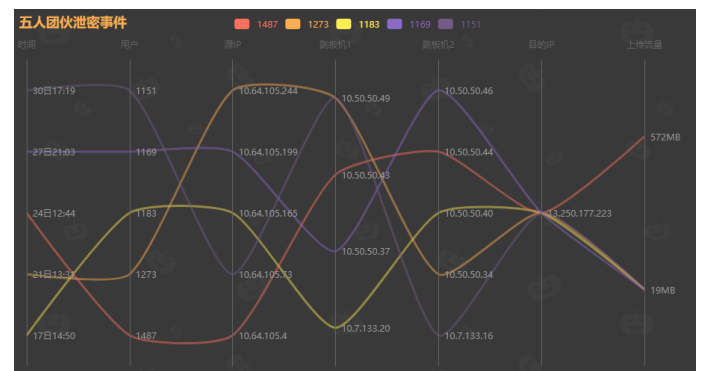 五人团伙泄密事件 1487 1273 1183 1169 1151
时间 用户 源IP 跳板机1 跳板机2 目的IP 上传流量
30日17:19 1151 10.64.105.244 10.50.50.49 10.50.50.46
572MB
27日21:03 1169 10.64.105.199 10.50.50.43 10.50.50.44
24日12:44 1183 10.64.105.165 10.50.50.40 13.250.177.223
10.50.50.37
21日13:37 1273 10.64.105.73 10.50.50.34 19MB
17日14:50 1487 10.64.105.4 10.7.133.20 10.7.133.16